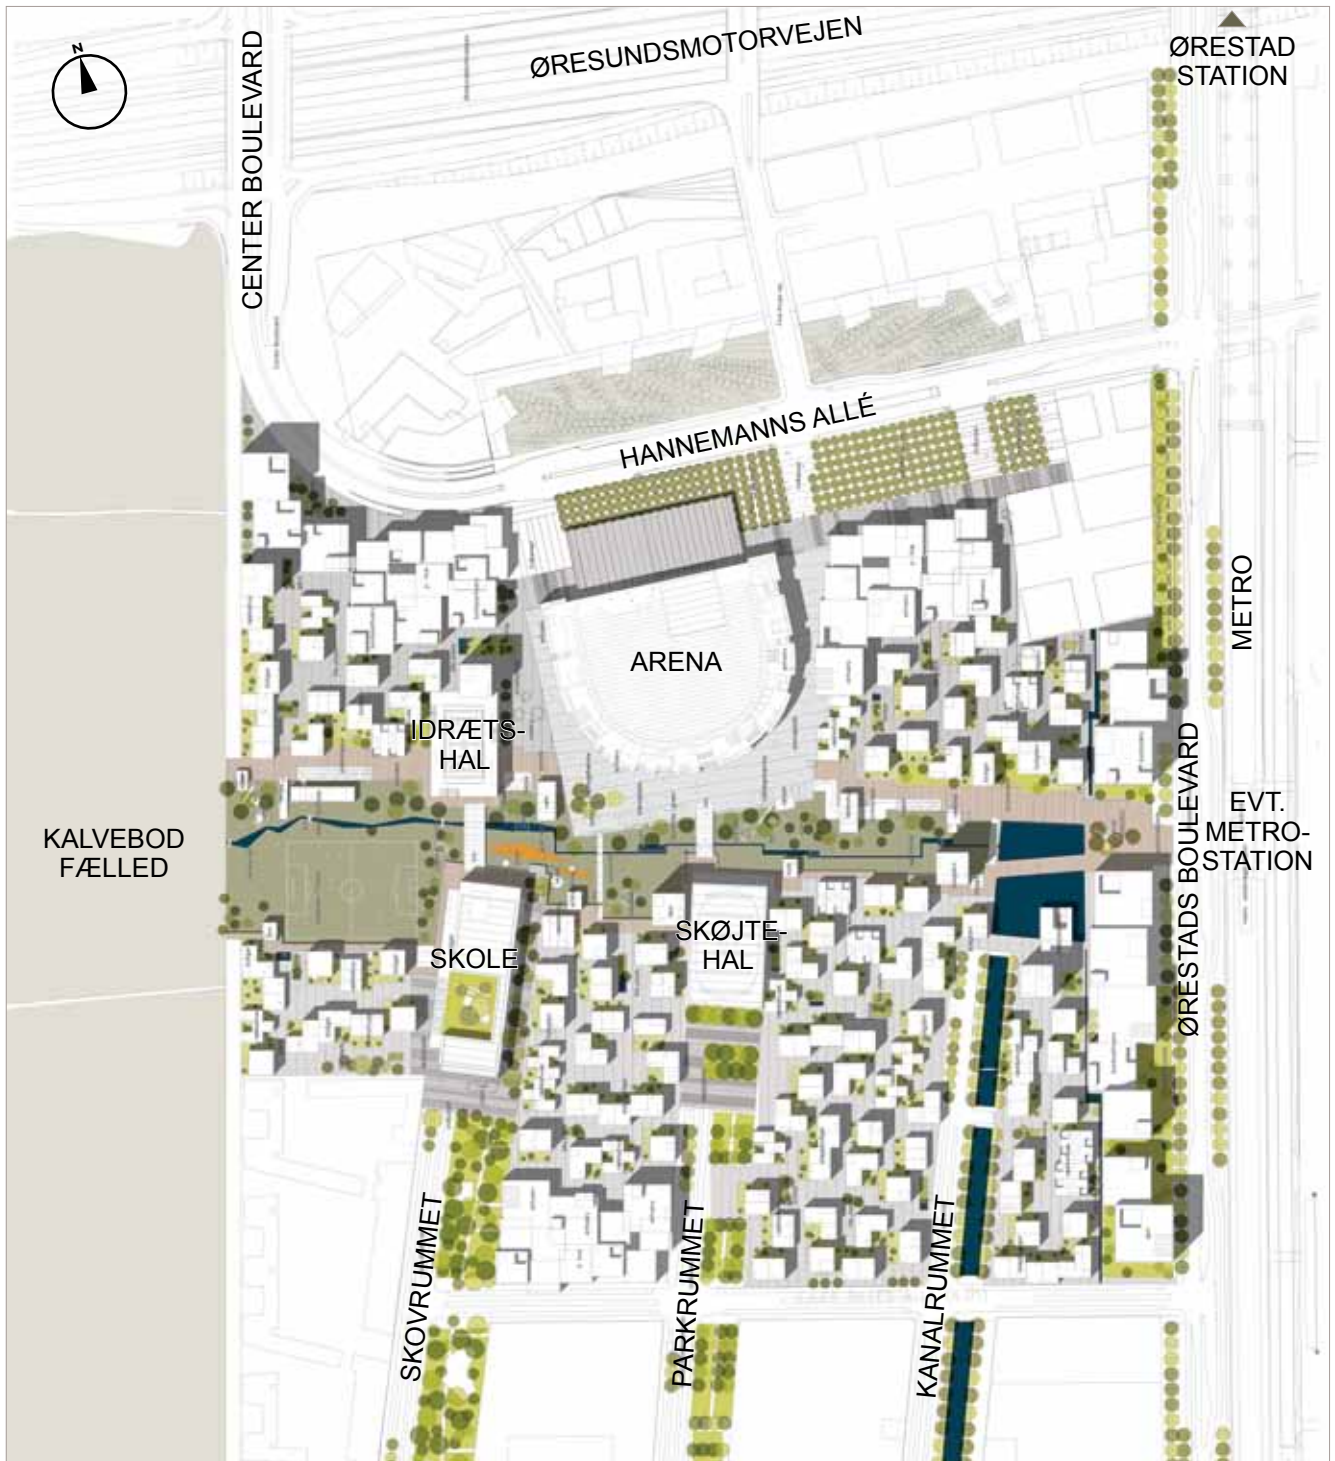 N
CENTER BOULEVARD
ØRESUNDSMOTORVEJEN
ØRESTAD
STATION
HANNEMANNS ALLÉ
METRO
ARENA
IDRÆTS-
HAL
ØRESTADS BOULEVARD
EVT.
METRO-
STATION
KALVEBOD
FÆLLED
SKOLE
SKØJTE-
HAL
SKOVRUMMET
PARKRUMMET
KANALRUMMET